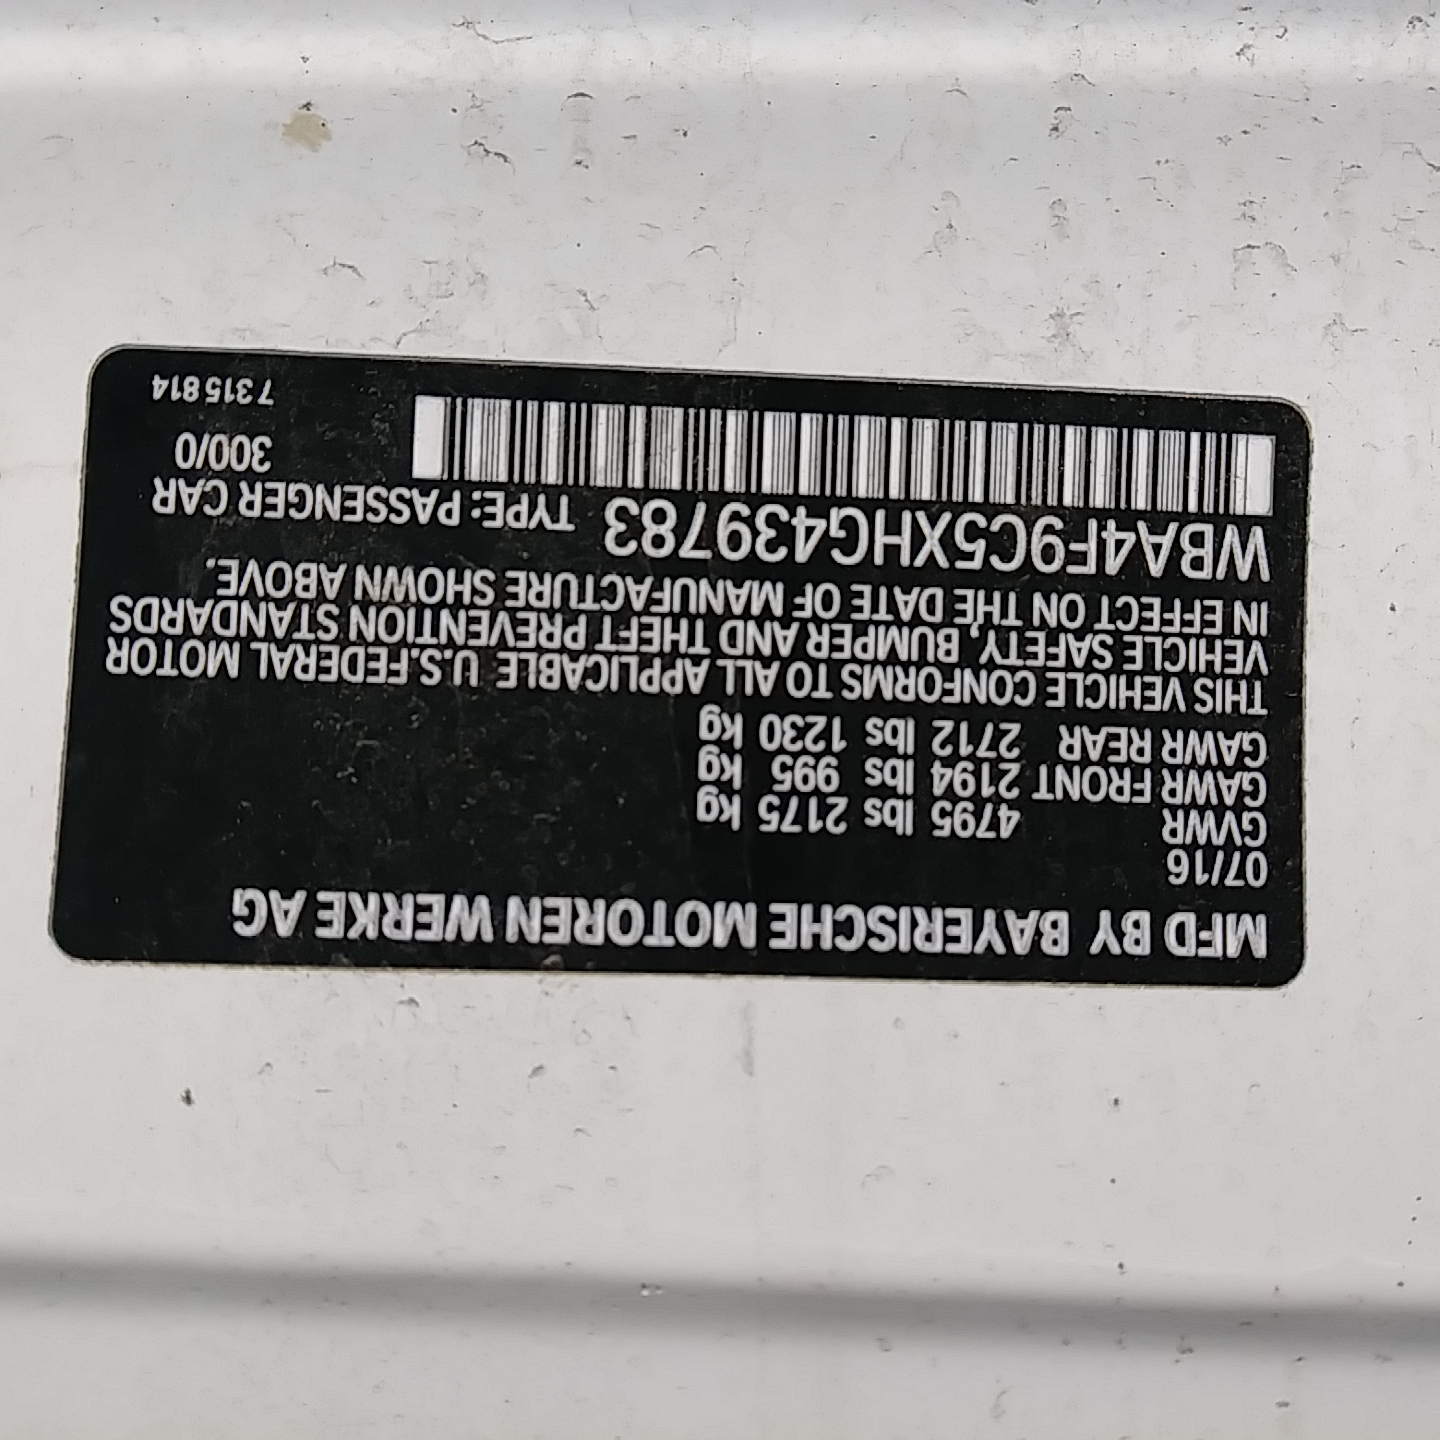 MFD BY BAYERISCHE MOTOREN WERKE AG
07/16
GVWR 4795 lbs 2175 kg
GAWR FRONT 2194 lbs 995 kg
GAWR REAR 2712 lbs 1230 kg
THIS VEHICLE CONFORMS TO ALL APPLICABLE U.S.FEDERAL MOTOR
VEHICLE SAFETY, BUMPER AND THEFT PREVENTION STANDARDS
IN EFFECT ON THE DATE OF MANUFACTURE SHOWN ABOVE.
WBA4F9C5XHG439783 TYPE: PASSENGER CAR
300/0
7 315 814